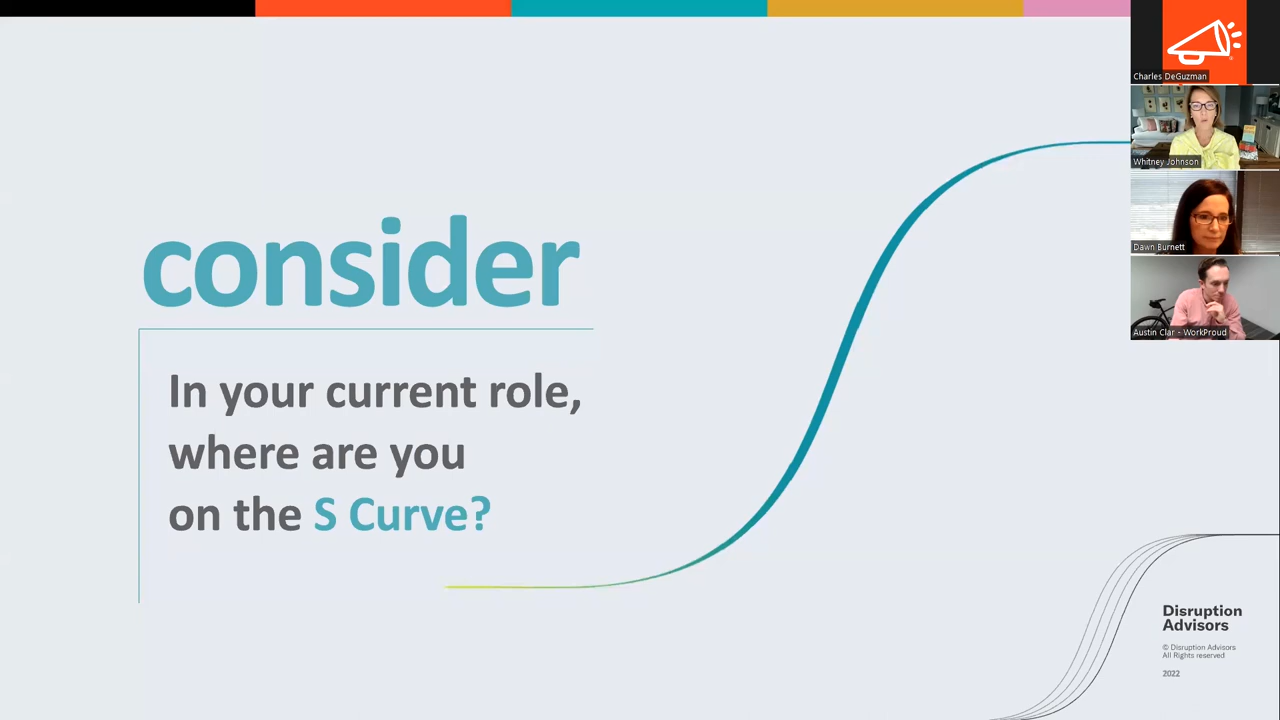 consider
In your current role,
where are you
on the S Curve?
Charles DeGuzman
Whitney Johnson
Dawn Burnett
Austin Clar - WorkProud
Disruption
Advisors
© Disruption Advisors
All Rights reserved
2022